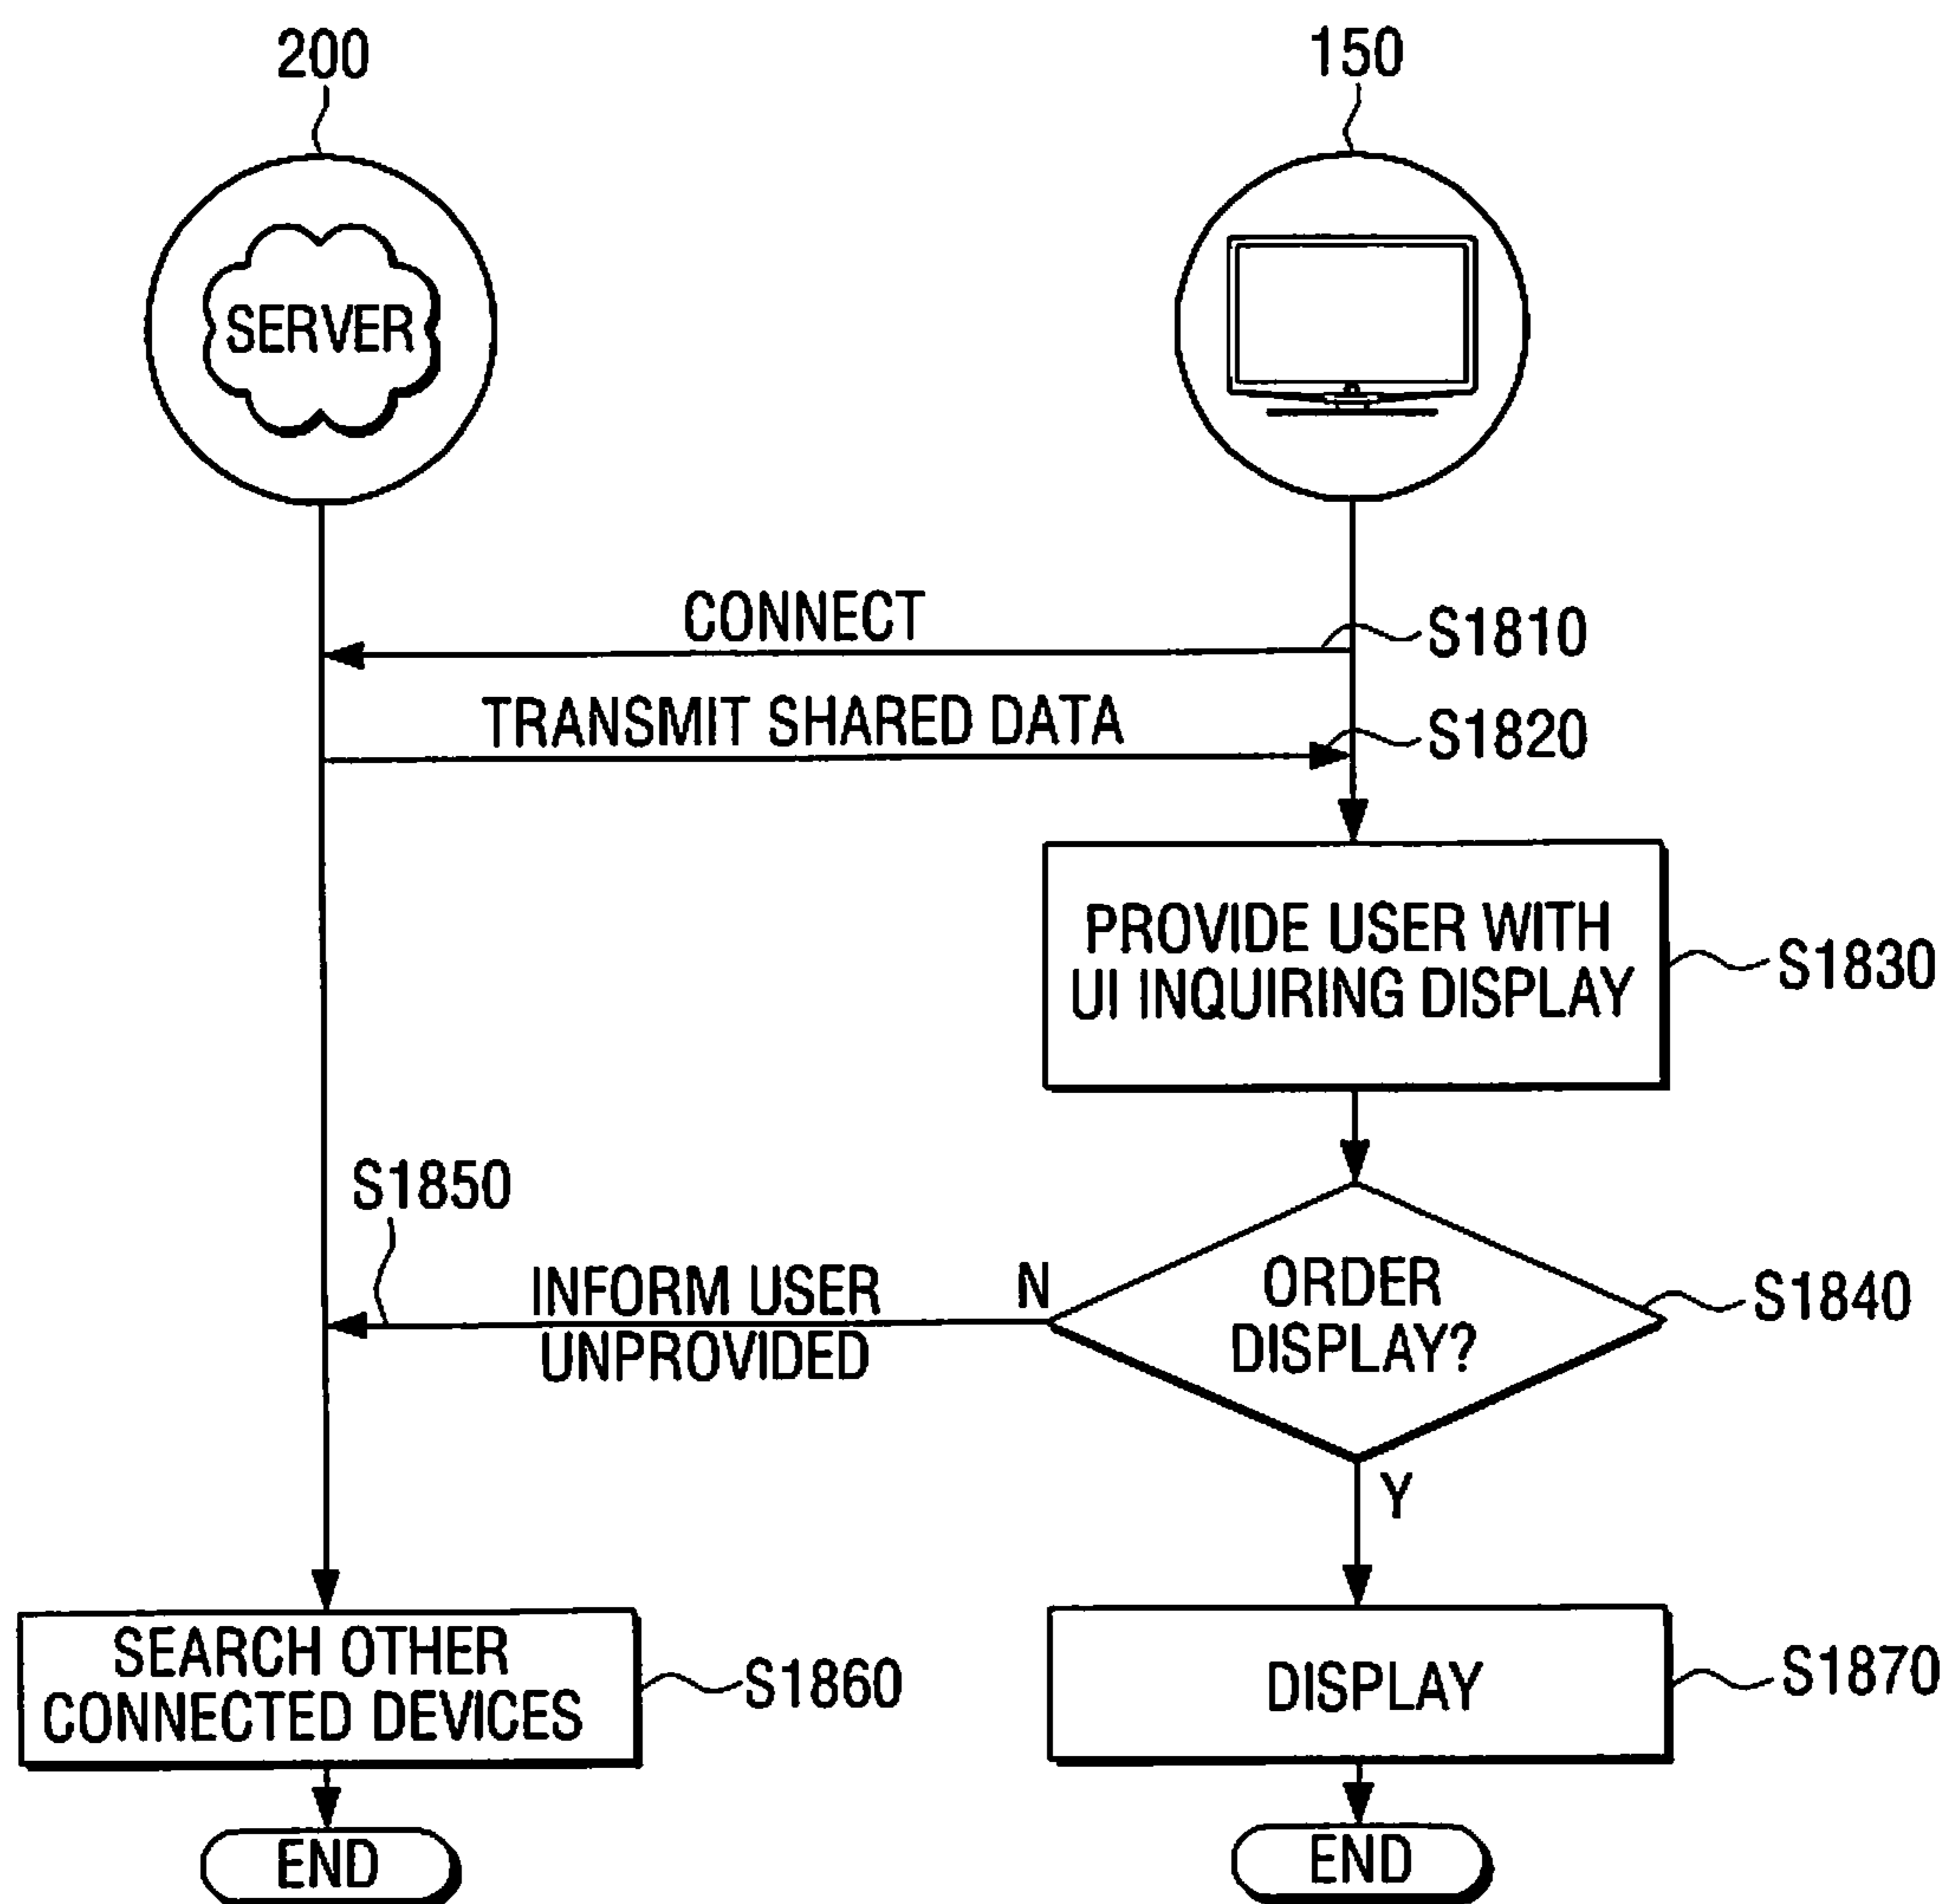 200
150
SERVER
CONNECT
S1810
TRANSMIT SHARED DATA
S1820
PROVIDE USER WITH
UI INQUIRING DISPLAY
S1830
S1850
INFORM USER
UNPROVIDED
N
ORDER
DISPLAY?
S1840
Y
SEARCH OTHER
CONNECTED DEVICES
S1860
DISPLAY
S1870
END
END